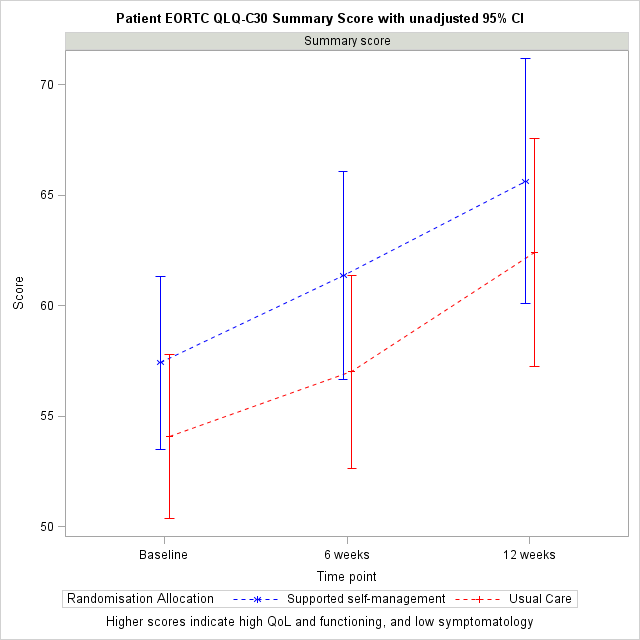 Patient EORTC QLQ-C30 Summary Score with unadjusted 95% CI
Summary score
70
65
60
55
50
Score
Baseline
6 weeks
12 weeks
Time point
Randomisation Allocation
Supported self-management
Usual Care
Higher scores indicate high QoL and functioning, and low symptomatology